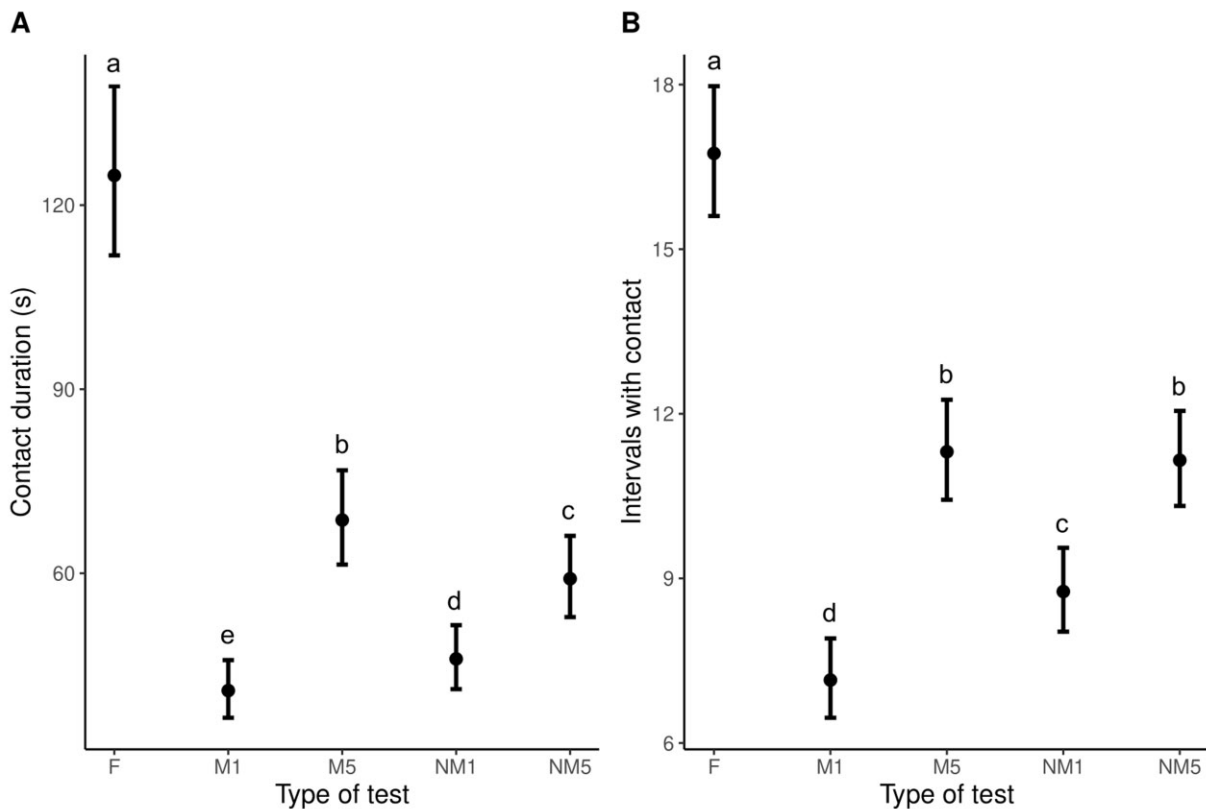 A
Contact duration (s)
120
90
60
a
e
b
d
c
F M1 M5 NM1 NM5
Type of test
B
Intervals with contact
18
15
12
9
6
a
d
b
c
b
F M1 M5 NM1 NM5
Type of test